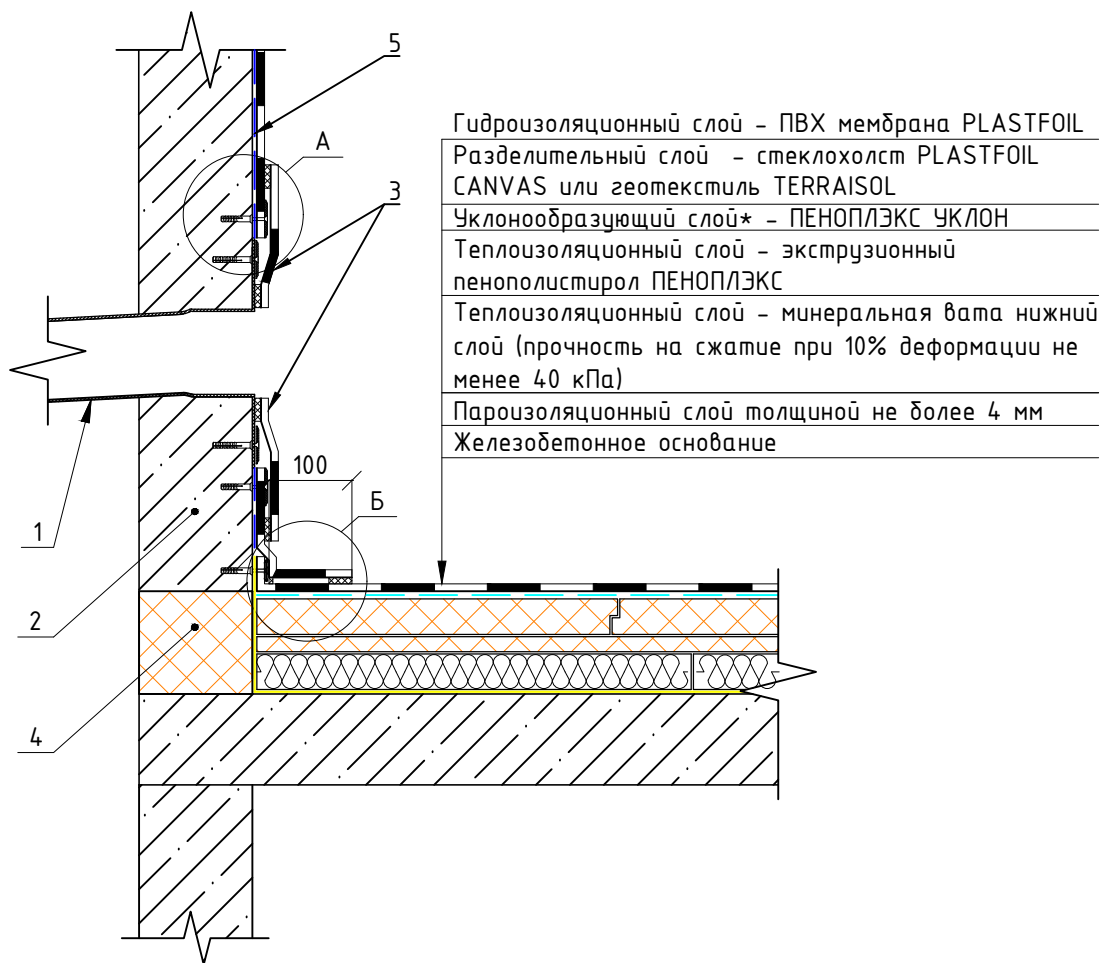 5
А
3
Гидроизоляционный слой – ПВХ мембрана PLASTFOIL
Разделительный слой – стеклохолст PLASTFOIL
CANVAS или геотекстиль TERRAISOL
Уклонообразующий слой* – ПЕНОПЛЭКС УКЛОН
Теплоизоляционный слой – экструзионный
пенополистирол ПЕНОПЛЭКС
Теплоизоляционный слой – минеральная вата нижний
слой (прочность на сжатие при 10% деформации не
менее 40 кПа)
Пароизоляционный слой толщиной не более 4 мм
Железобетонное основание
100
Б
1
2
4